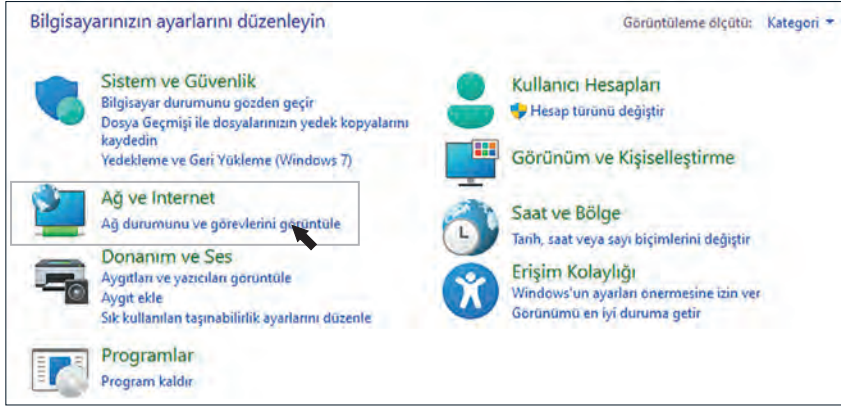 Bilgisayarınızın ayarlarını düzenleyin
Görüntüleme ölçütü: Kategori
Sistem ve Güvenlik
Bilgisayar durumunu gözden geçir
Dosya Geçmişi ile dosyalarınızın yedek kopyalarını
kaydedin
Yedekleme ve Geri Yükleme (Windows 7)
Ağ ve Internet
Ağ durumunu ve görevlerini görüntüle
Donanım ve Ses
Aygıtları ve yazıcıları görüntüle
Aygıt ekle
Sık kullanılan taşınabilirlik ayarlarını düzenle
Programlar
Program kaldır
Kullanıcı Hesapları
Hesap türünü değiştir
Görünüm ve Kişiselleştirme
Saat ve Bölge
Tarih, saat veya sayı biçimlerini değiştir
Erişim Kolaylığı
Windows'un ayarları önermesine izin ver
Görünümü en iyi duruma getir